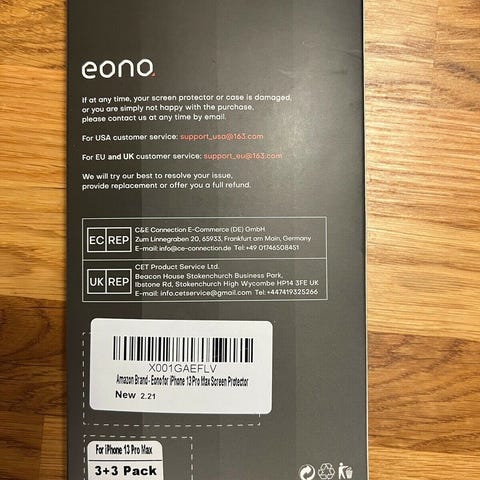 eono.
If at any time, your screen protector or case is damaged,
or you are simply not happy with the purchase,
please contact us at any time by email.
For USA customer service: support_usa@163.com
For EU and UK customer service: support_eu@163.com
We will try our best to resolve your issue,
provide replacement or offer you a full refund.
EC REP
C&E Connection E-Commerce (DE) GmbH
Zum Linnegraben 20, 65933, Frankfurt am Main, Germany
E-mail: info@ce-connection.de Tel: +49 01746508451
UK REP
CET Product Service Ltd.
Beacon House Stokenchurch Business Park,
Ibstone Rd, Stokenchurch High Wycombe HP14 3FE UK
E-mail: info.cetservice@gmail.com Tel: +447419325266
X001GAEFLV
Amazon Brand - Eono for iPhone 13 Pro Max Screen Protector
New 2.21
For iPhone 13 Pro Max
3+3 Pack